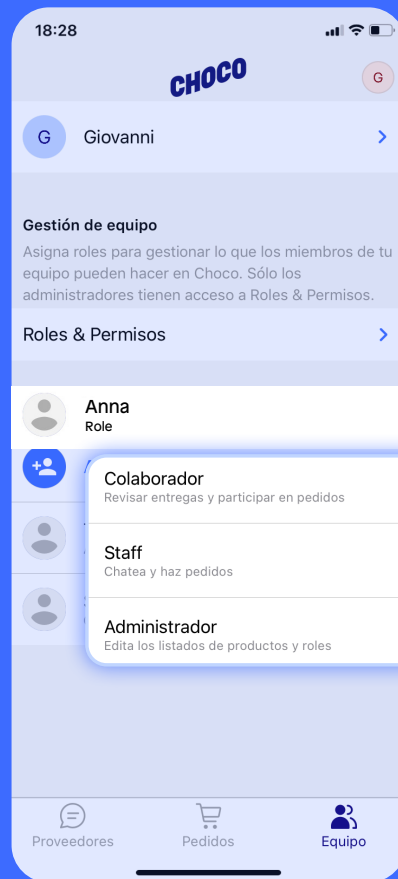 18:28
CHOCO
G
G
Giovanni
Gestión de equipo
Asigna roles para gestionar lo que los miembros de tu
equipo pueden hacer en Choco. Sólo los
administradores tienen acceso a Roles & Permisos.
Roles & Permisos
Anna
Role
Colaborador
Revisar entregas y participar en pedidos
Staff
Chatea y haz pedidos
Administrador
Edita los listados de productos y roles
Proveedores
Pedidos
Equipo